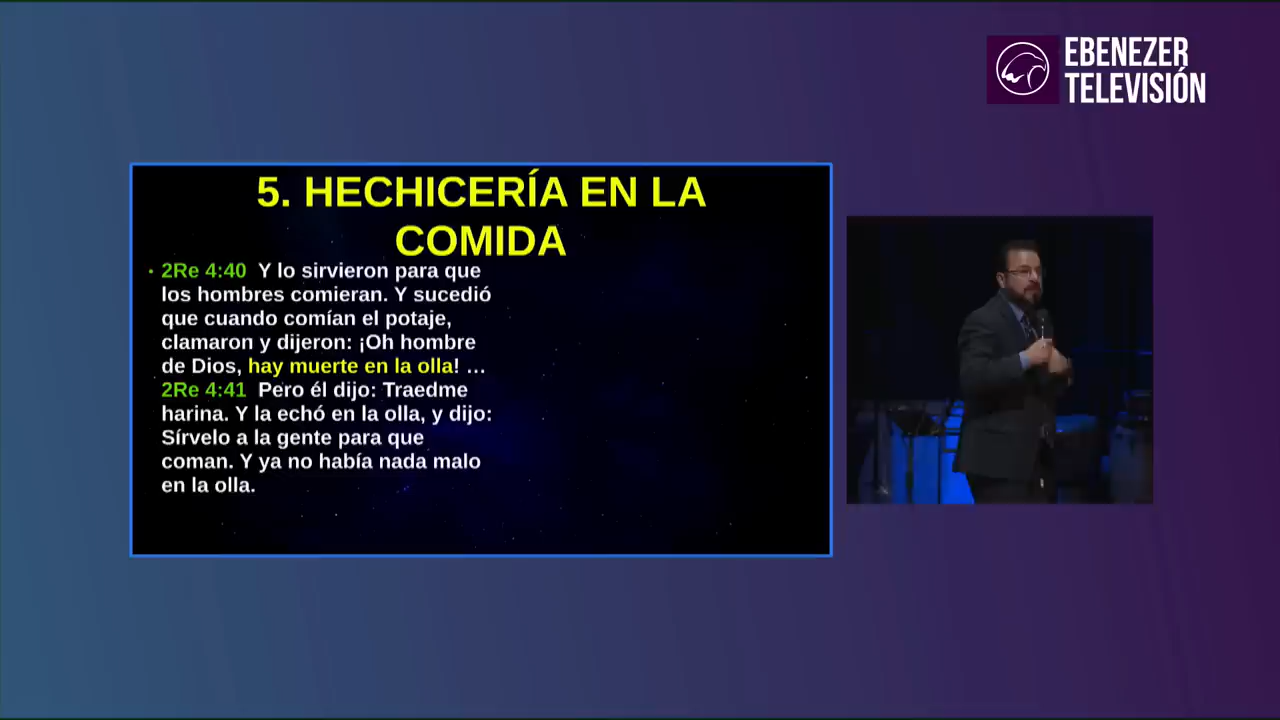 EBENEZER
TELEVISIÓN
5. HECHICERÍA EN LA
COMIDA
• 2Re 4:40 Y lo sirvieron para que
los hombres comieran. Y sucedió
que cuando comían el potaje,
clamaron y dijeron: ¡Oh hombre
de Dios, hay muerte en la olla! …
2Re 4:41 Pero él dijo: Traedme
harina. Y la echó en la olla, y dijo:
Sírvelo a la gente para que
coman. Y ya no había nada malo
en la olla.